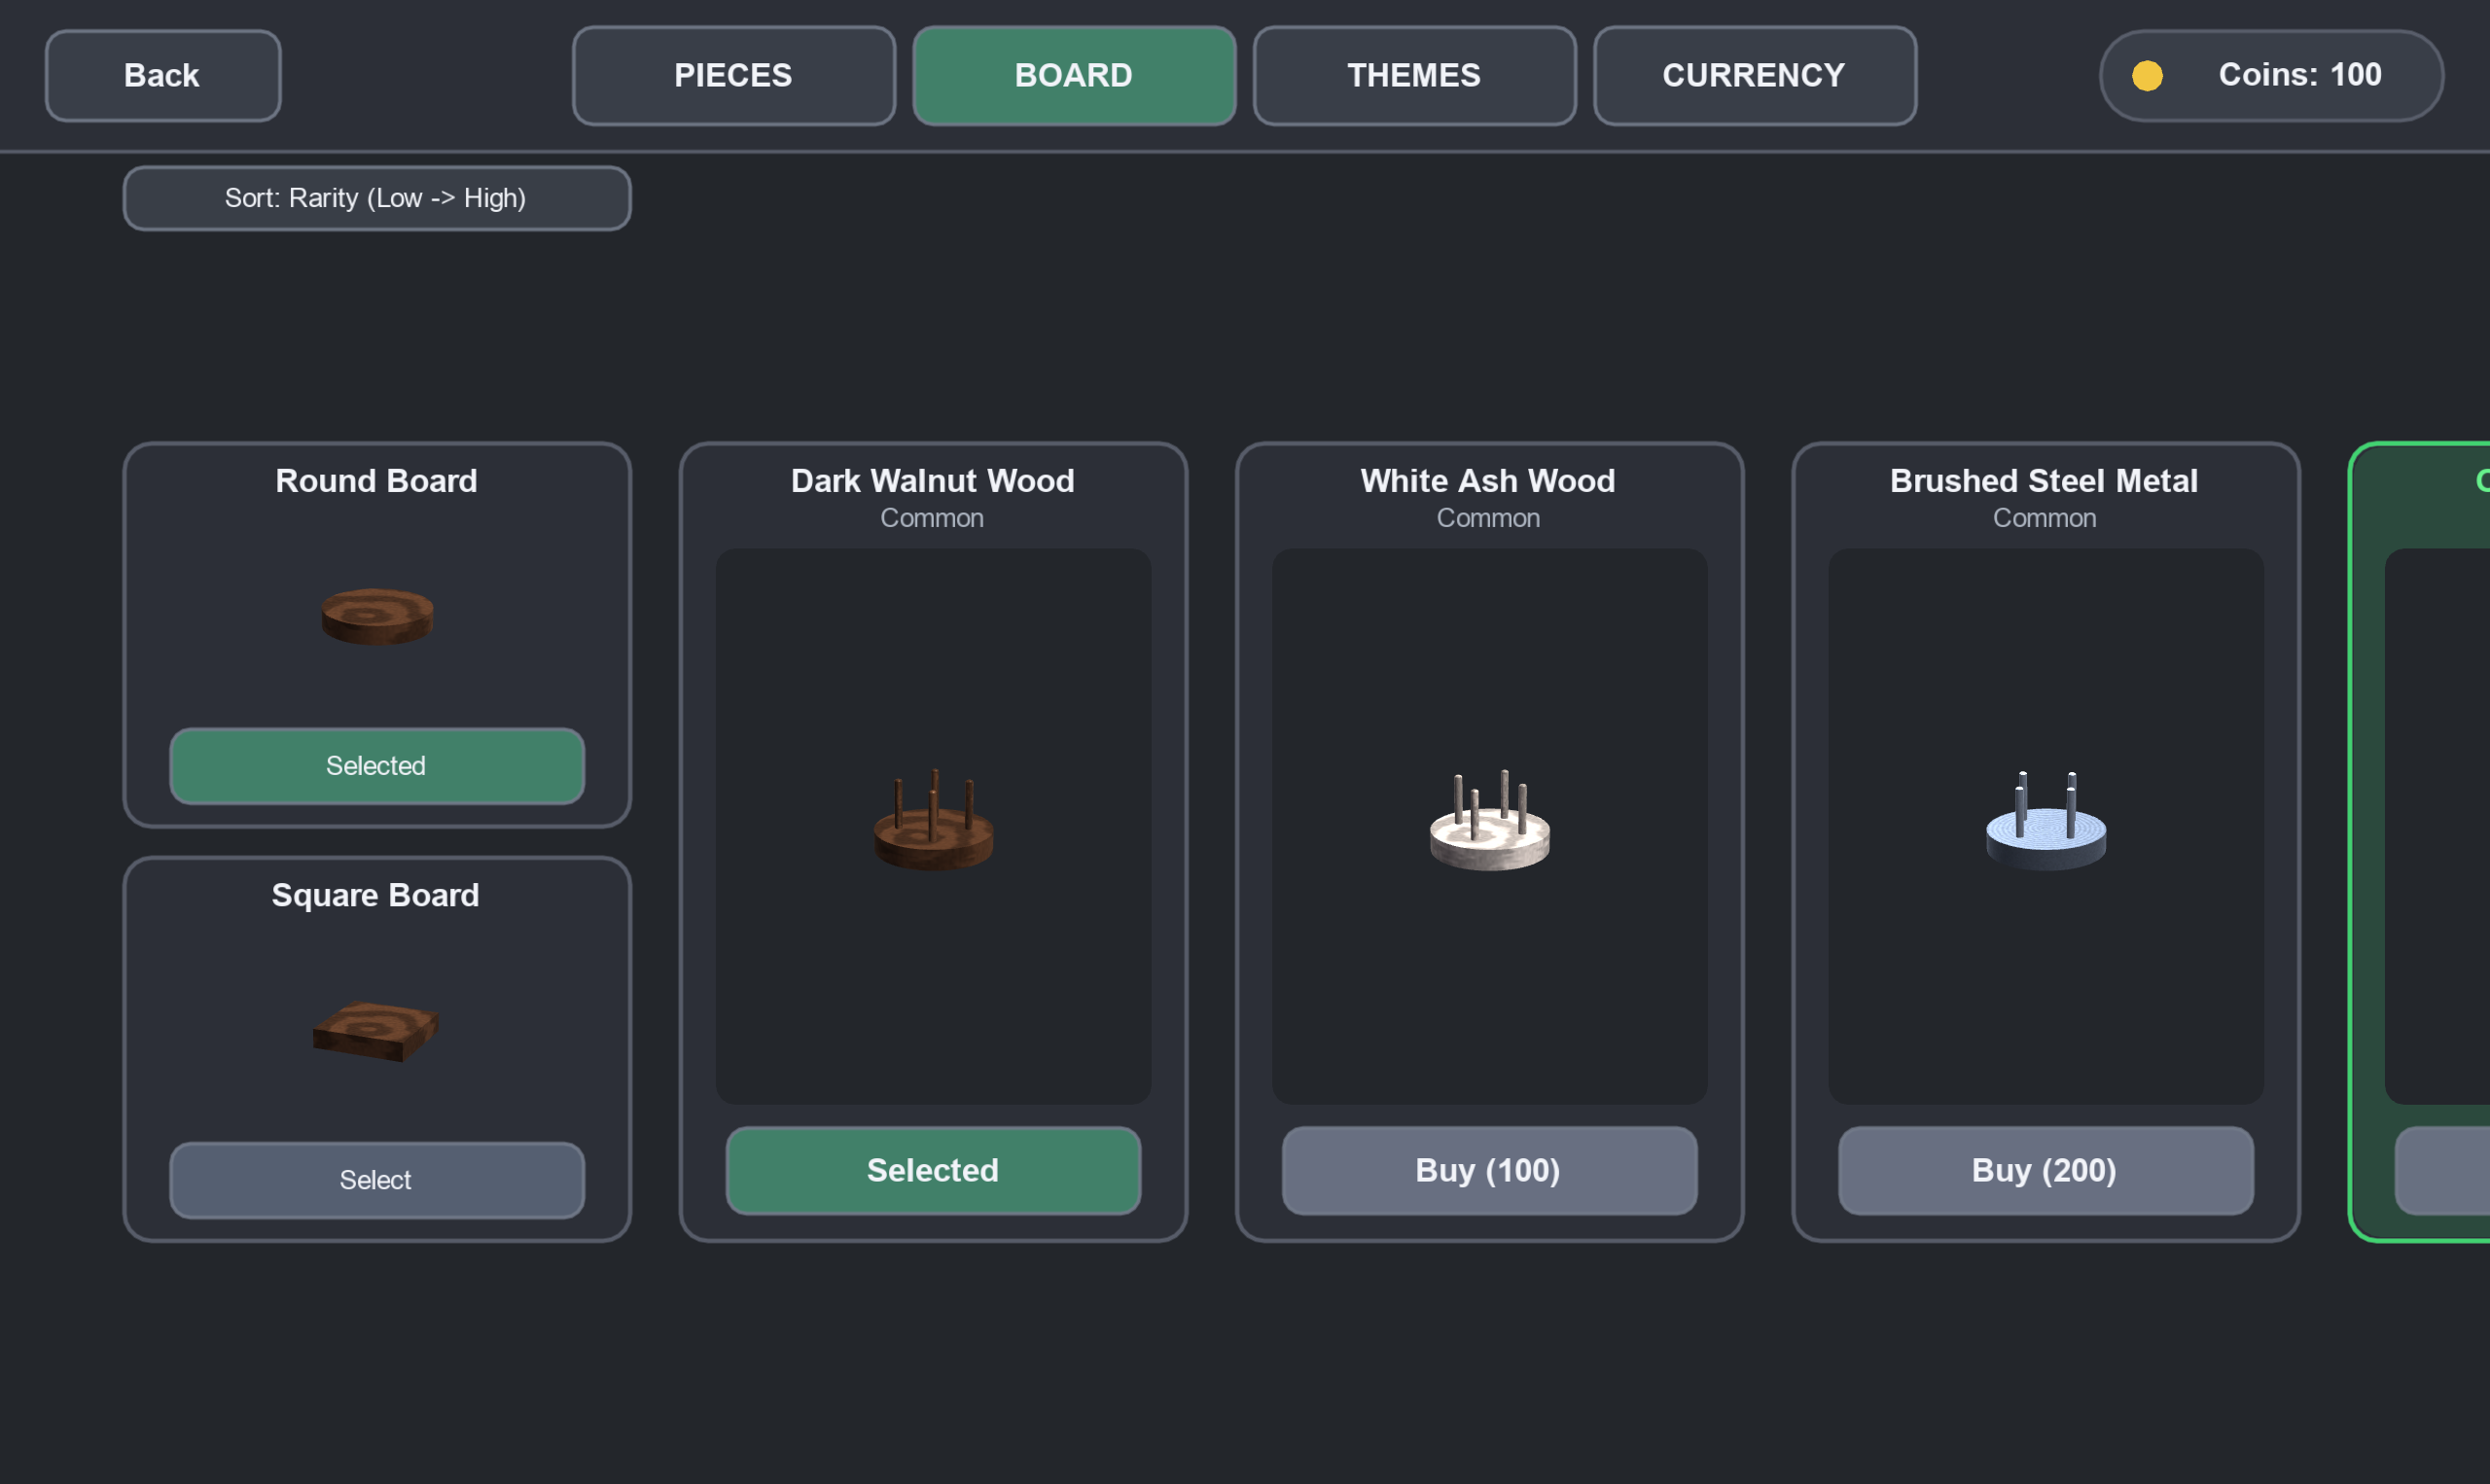 Back
PIECES
BOARD
THEMES
CURRENCY
Coins: 100
Sort: Rarity (Low -> High)
Round Board
Selected
Square Board
Select
Dark Walnut Wood
Common
Selected
White Ash Wood
Common
Buy (100)
Brushed Steel Metal
Common
Buy (200)